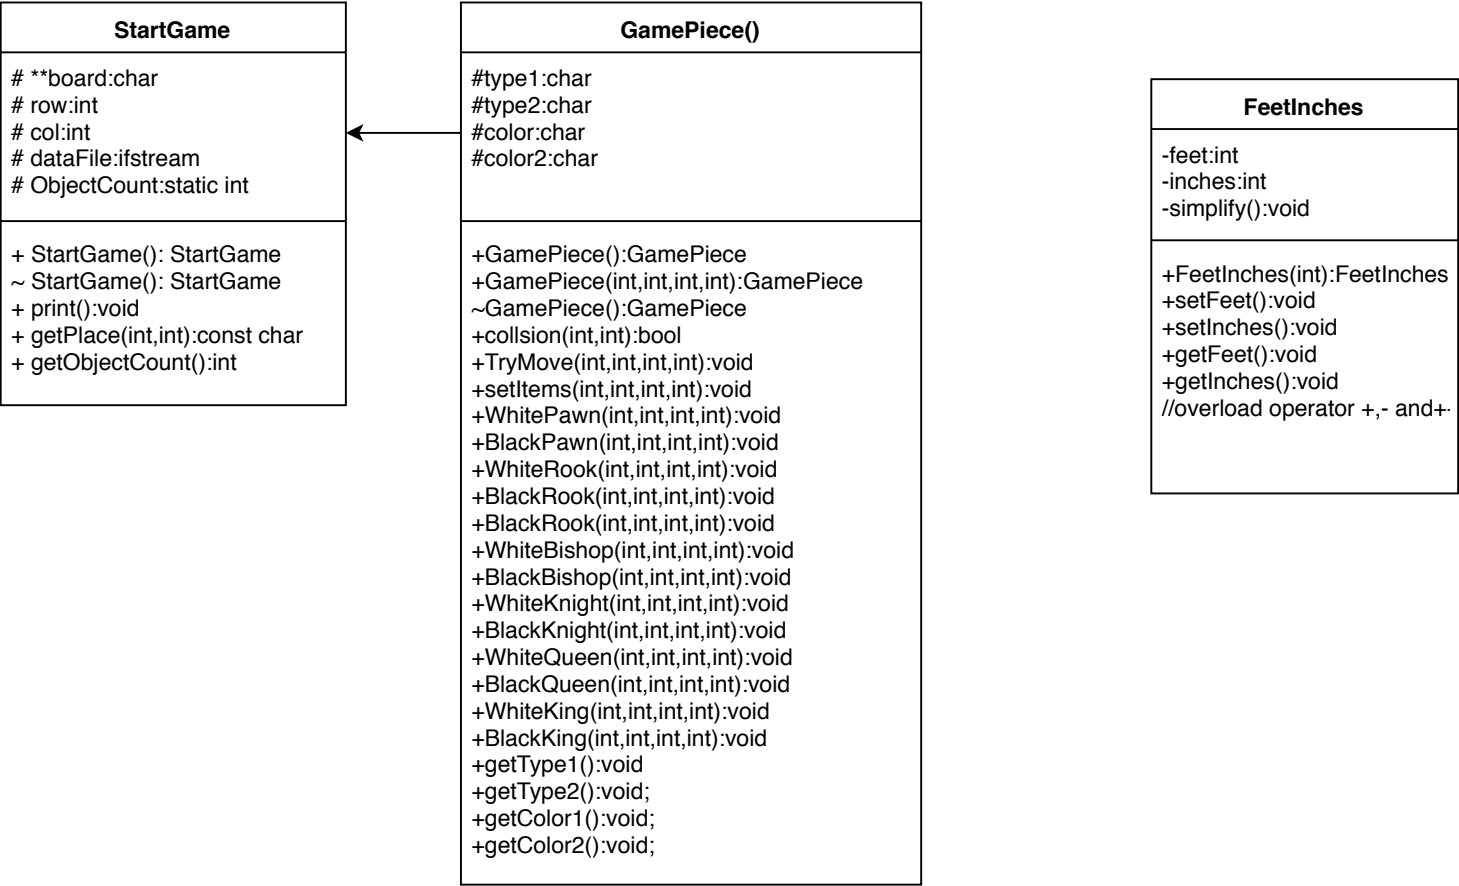 StartGame
# **board:char
# row:int
# col:int
# dataFile:ifstream
# ObjectCount:static int
+ StartGame(): StartGame
~ StartGame(): StartGame
+ print():void
+ getPlace(int,int):const char
+ getObjectCount():int
GamePiece()
#type1:char
#type2:char
#color:char
#color2:char
+GamePiece():GamePiece
+GamePiece(int,int,int,int):GamePiece
~GamePiece():GamePiece
+collsion(int,int):bool
+TryMove(int,int,int,int):void
+setItems(int,int,int,int):void
+WhitePawn(int,int,int,int):void
+BlackPawn(int,int,int,int):void
+WhiteRook(int,int,int,int):void
+BlackRook(int,int,int,int):void
+BlackRook(int,int,int,int):void
+WhiteBishop(int,int,int,int):void
+BlackBishop(int,int,int,int):void
+WhiteKnight(int,int,int,int):void
+BlackKnight(int,int,int,int):void
+WhiteQueen(int,int,int,int):void
+BlackQueen(int,int,int,int):void
+WhiteKing(int,int,int,int):void
+BlackKing(int,int,int,int):void
+getType1():void
+getType2():void;
+getColor1():void;
+getColor2():void;
FeetInches
-feet:int
-inches:int
-simplify():void
+FeetInches(int):FeetInches
+setFeet():void
+setInches():void
+getFeet():void
+getInches():void
//overload operator +,- and+